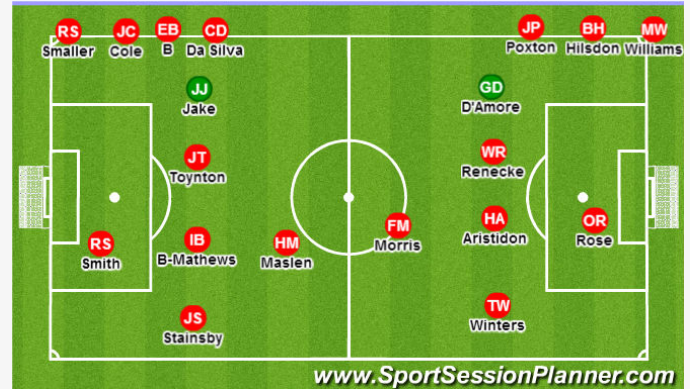 RS
Smaller
JC
Cole
EB
B
CD
Da Silva
JP
Poxton
BH
Hilsdon
MW
Williams
JJ
Jake
GD
D'Amore
JT
Toynton
WR
Renecke
RS
Smith
IB
B-Mathews
HM
Maslen
FM
Morris
HA
Aristidon
OR
Rose
JS
Stainsby
TW
Winters
www.SportSessionPlanner.com